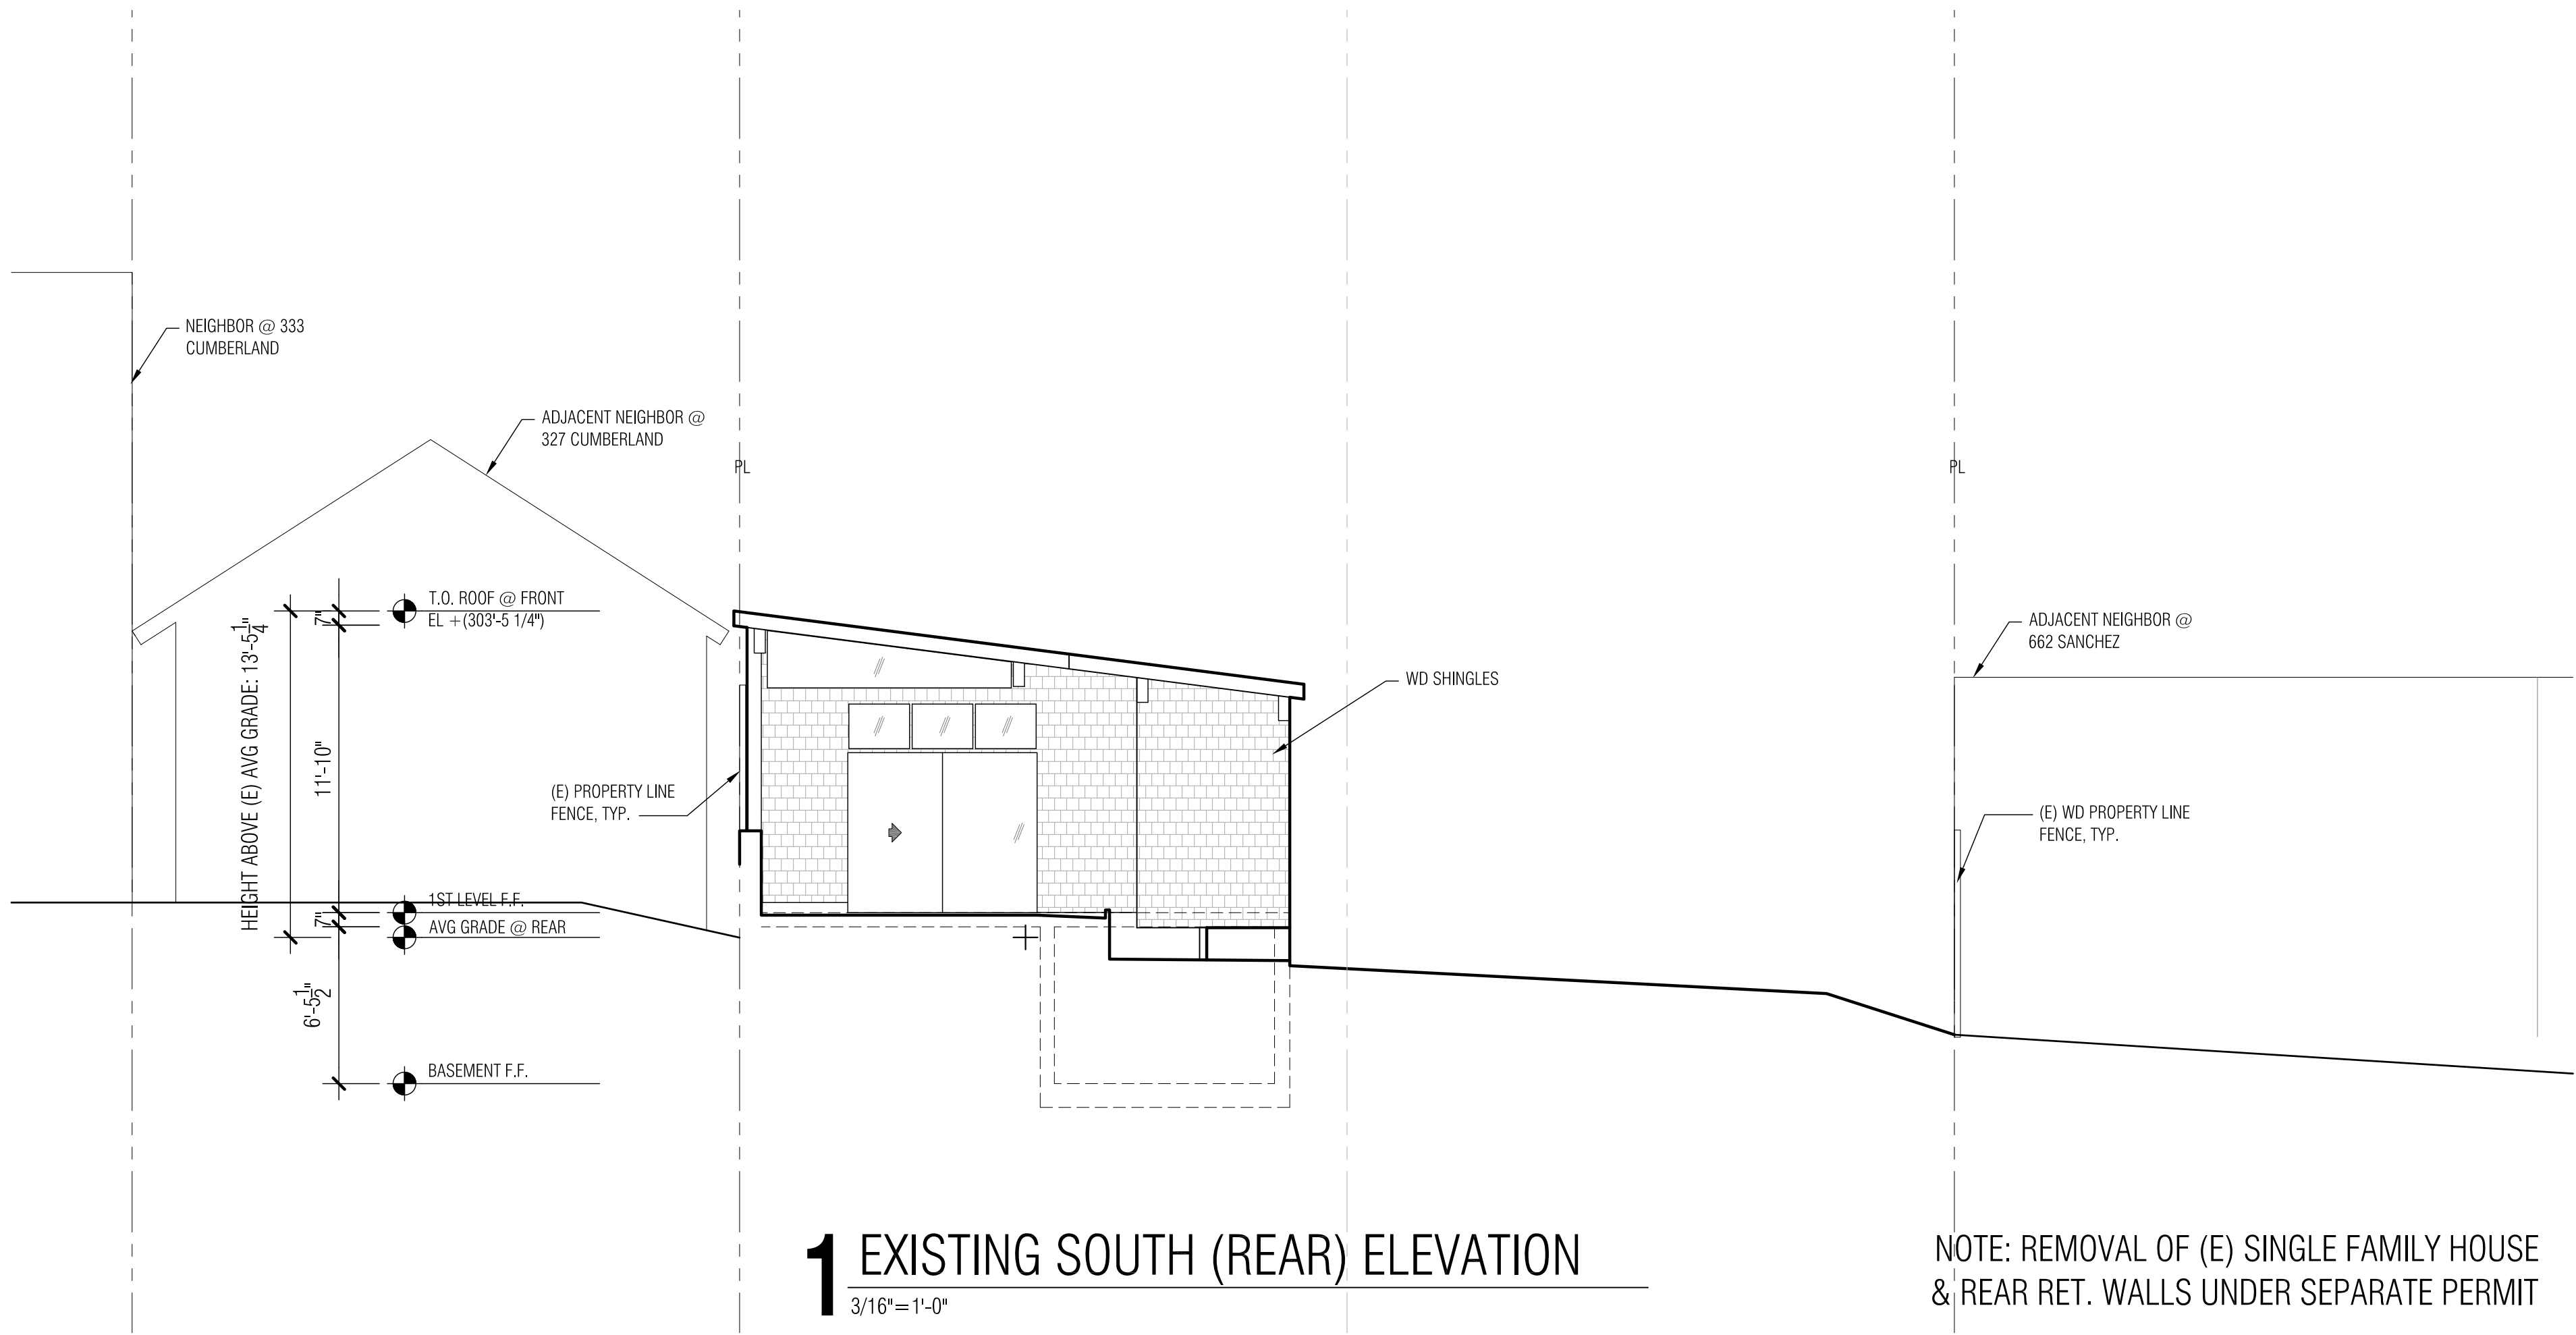 NEIGHBOR @ 333
CUMBERLAND
ADJACENT NEIGHBOR @
327 CUMBERLAND
PL
PL
T.O. ROOF @ FRONT
EL +(303'-5 1/4")
7"
HEIGHT ABOVE (E) AVG GRADE: 13'-5 1/4"
11'-10"
ADJACENT NEIGHBOR @
662 SANCHEZ
WD SHINGLES
(E) PROPERTY LINE
FENCE, TYP.
(E) WD PROPERTY LINE
FENCE, TYP.
1ST LEVEL F.F.
7"
AVG GRADE @ REAR
6'-5 1/2"
BASEMENT F.F.
1 EXISTING SOUTH (REAR) ELEVATION
3/16"=1'-0"
NOTE: REMOVAL OF (E) SINGLE FAMILY HOUSE
& REAR RET. WALLS UNDER SEPARATE PERMIT